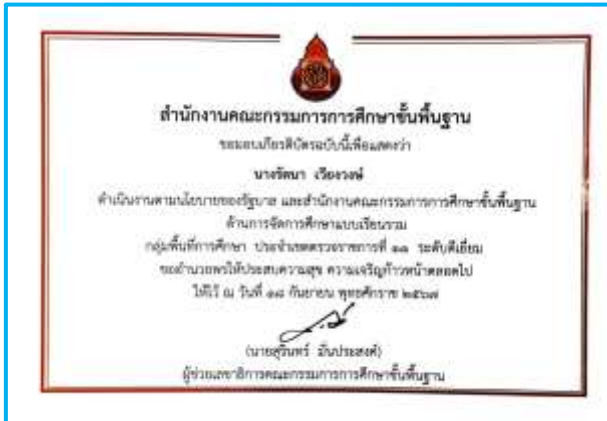 สำนักงานคณะกรรมการการศึกษาขั้นพื้นฐาน
ขอมอบเกียรติบัตรฉบับนี้เพื่อแสดงว่า
นางรัตนา เวียงวงษ์
ดำเนินงานตามนโยบายของรัฐบาล และสำนักงานคณะกรรมการการศึกษาขั้นพื้นฐาน
ด้านการจัดการศึกษาแบบเรียนรวม
กลุ่มพื้นที่การศึกษา ประจำเขตตรวจราชการที่ ๑๑ ระดับดีเยี่ยม
ขออำนวยพรให้ประสบความสุข ความเจริญก้าวหน้าตลอดไป
ให้ไว้ ณ วันที่ ๑๘ กันยายน พุทธศักราช ๒๕๖๗
(นายสุรินทร์ มั่นประสงค์)
ผู้ช่วยเลขาธิการคณะกรรมการการศึกษาขั้นพื้นฐาน